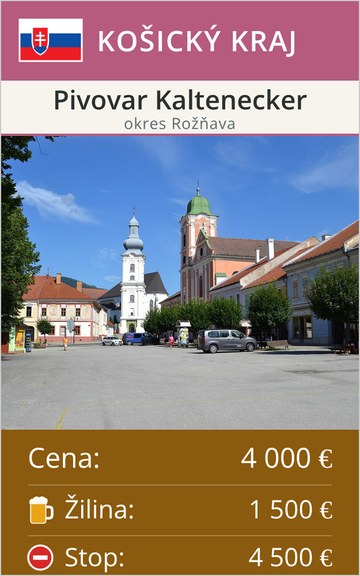 KOŠICKÝ KRAJ
Pivovar Kaltenecker
okres Rožňava
Cena: 4 000 €
Žilina: 1 500 €
Stop: 4 500 €